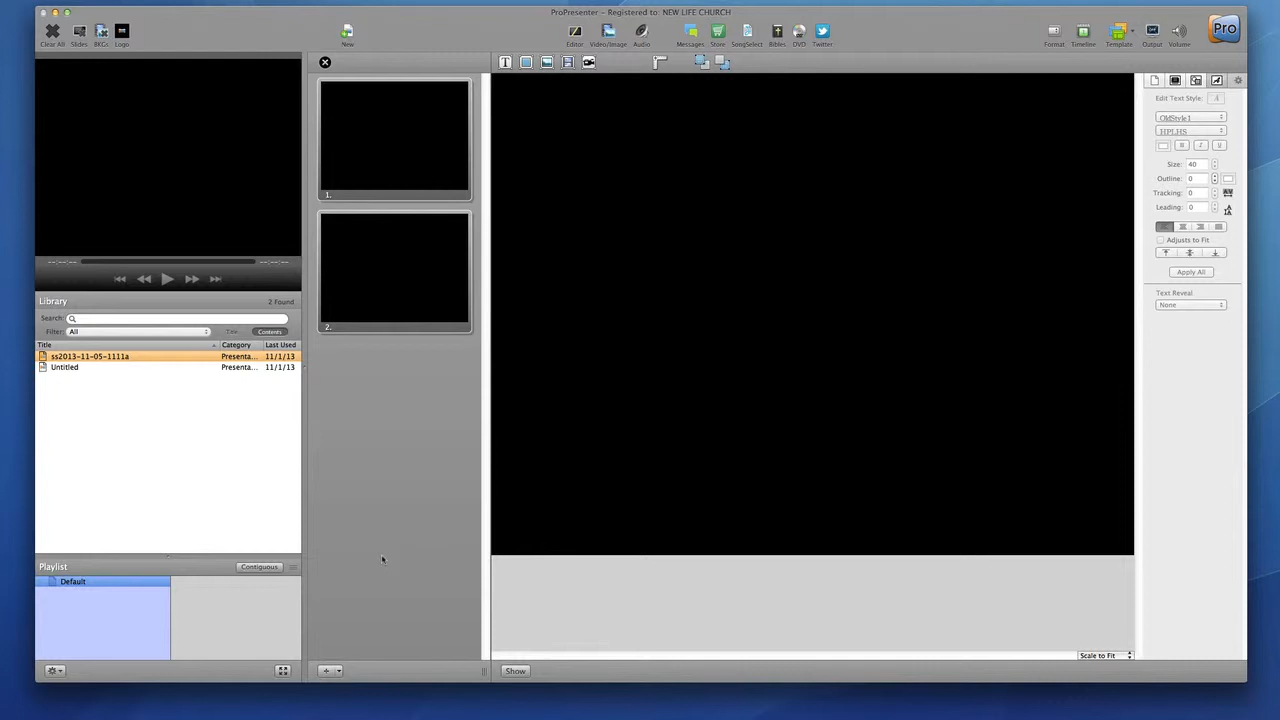 ProPresenter - Registered to: NEW LIFE CHURCH
Clear All Slides BKGs Logo New Editor Video/Image Audio Messages Store SongSelect Bibles DVD Twitter Format Timeline Template Output Volume
Pro
T
Edit Text Style: A
OldStyle1
HPLHS
B I U
Size: 40
Outline: 0
Tracking: 0 AV
Leading: 0
Adjusts to Fit
Apply All
Text Reveal
None
1.
2.
--:--:-- --:--:--
Library 2 Found
Search:
Filter: All Title Contents
Title Category Last Used
ss2013-11-05-1111a Presenta... 11/1/13
Untitled Presenta... 11/1/13
Playlist Contiguous
Default
Scale to Fit
+ Show